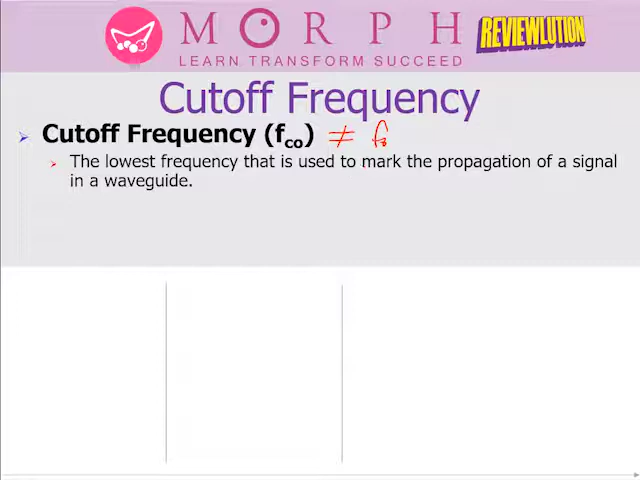 MORPH
REVIEWLUTION
LEARN TRANSFORM SUCCEED
Cutoff Frequency
Cutoff Frequency (fco) ≠
The lowest frequency that is used to mark the propagation of a signal
in a waveguide.